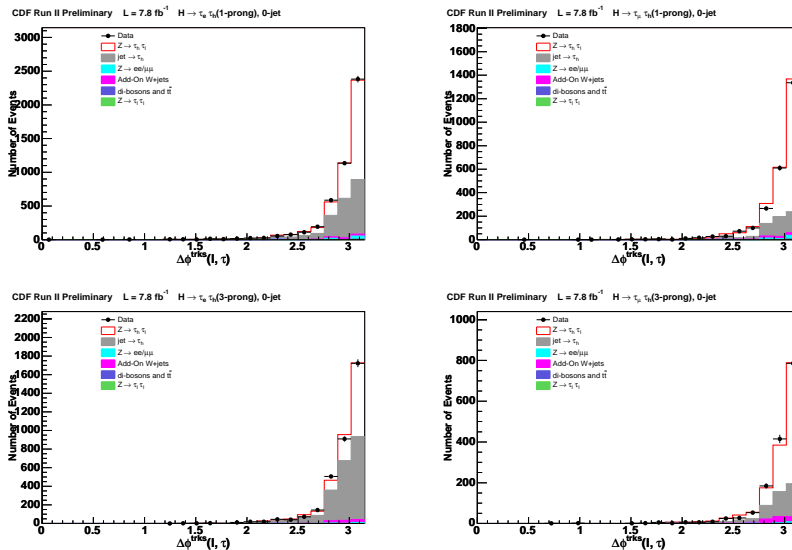 CDF Run II Preliminary L = 7.8 fb⁻¹ H → τₑ τₕ(1-prong), 0-jet
Number of Events
3000
2500
2000
1500
1000
500
0
Data
Z → τₕ τₗ
jet → τₕ
Z → ee/μμ
Add-On W+jets
di-bosons and tt̄
Z → τₗ τₗ
0 0.5 1 1.5 2 2.5 3
Δφᵗʳᵏˢ(l, τ)
CDF Run II Preliminary L = 7.8 fb⁻¹ H → τ_μ τₕ(1-prong), 0-jet
Number of Events
1800
1600
1400
1200
1000
800
600
400
200
0
Data
Z → τₕ τₗ
jet → τₕ
Z → ee/μμ
Add-On W+jets
di-bosons and tt̄
Z → τₗ τₗ
0 0.5 1 1.5 2 2.5 3
Δφᵗʳᵏˢ(l, τ)
CDF Run II Preliminary L = 7.8 fb⁻¹ H → τₑ τₕ(3-prong), 0-jet
Number of Events
2200
2000
1800
1600
1400
1200
1000
800
600
400
200
0
Data
Z → τₕ τₗ
jet → τₕ
Z → ee/μμ
Add-On W+jets
di-bosons and tt̄
Z → τₗ τₗ
0 0.5 1 1.5 2 2.5 3
Δφᵗʳᵏˢ(l, τ)
CDF Run II Preliminary L = 7.8 fb⁻¹ H → τ_μ τₕ(3-prong), 0-jet
Number of Events
1000
800
600
400
200
0
Data
Z → τₕ τₗ
jet → τₕ
Z → ee/μμ
Add-On W+jets
di-bosons and tt̄
Z → τₗ τₗ
0 0.5 1 1.5 2 2.5 3
Δφᵗʳᵏˢ(l, τ)